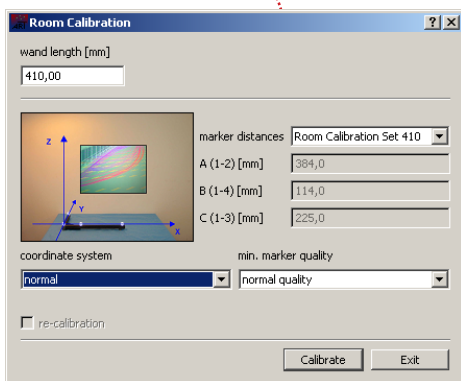 Room Calibration
wand length [mm]
410,00
Z
Y
X
marker distances Room Calibration Set 410
A (1-2) [mm] 384,0
B (1-4) [mm] 114,0
C (1-3) [mm] 225,0
coordinate system min. marker quality
normal normal quality
re-calibration
Calibrate Exit